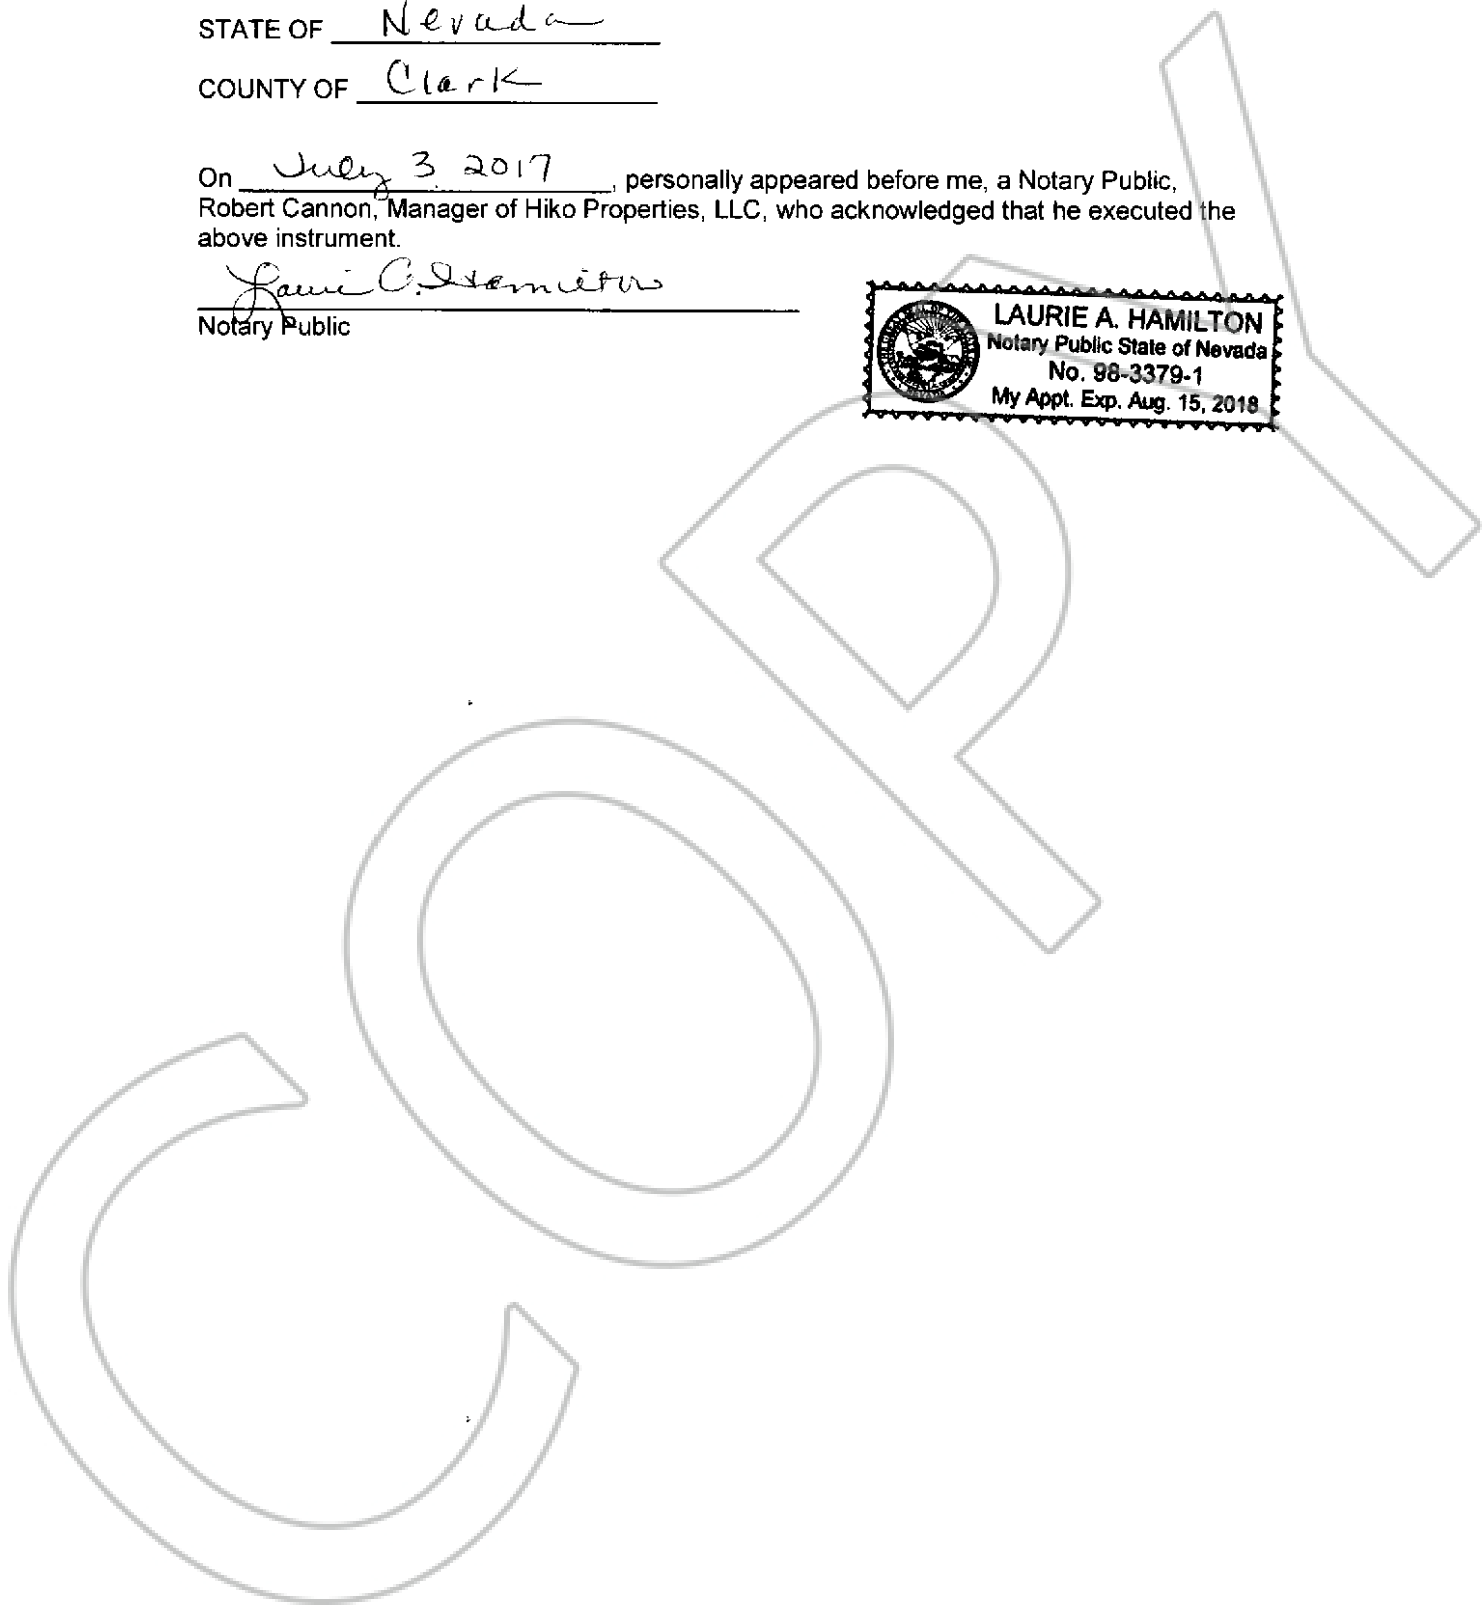 STATE OF Nevada
COUNTY OF Clark
On July 3 2017, personally appeared before me, a Notary Public,
Robert Cannon, Manager of Hiko Properties, LLC, who acknowledged that he executed the
above instrument.
Laurie A. Hamilton
Notary Public
LAURIE A. HAMILTON
Notary Public State of Nevada
No. 98-3379-1
My Appt. Exp. Aug. 15, 2018
COPY